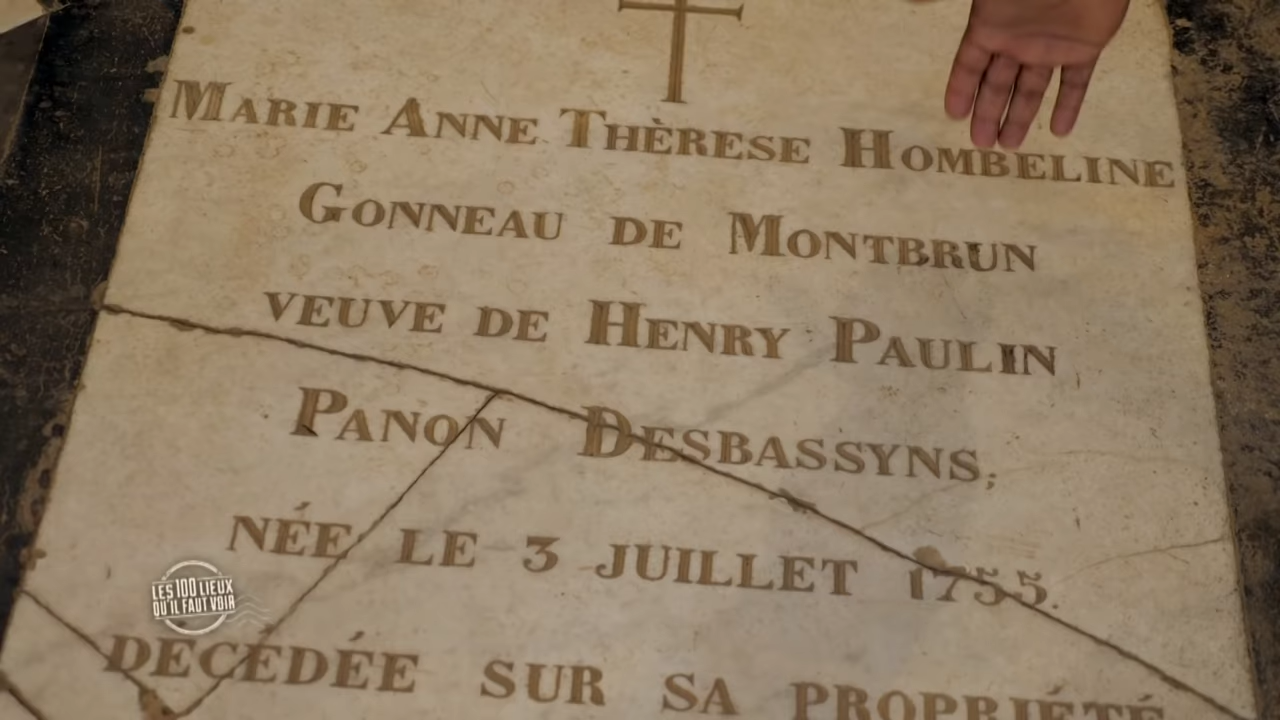 MARIE ANNE THÈRESE HOMBELINE
GONNEAU DE MONTBRUN
VEUVE DE HENRY PAULIN
PANON DESBASSYNS;
NÉE LE 3 JUILLET 1755.
DÉCÉDÉE SUR SA PROPRIÉTÉ
LES 100 LIEUX
QU'IL FAUT VOIR